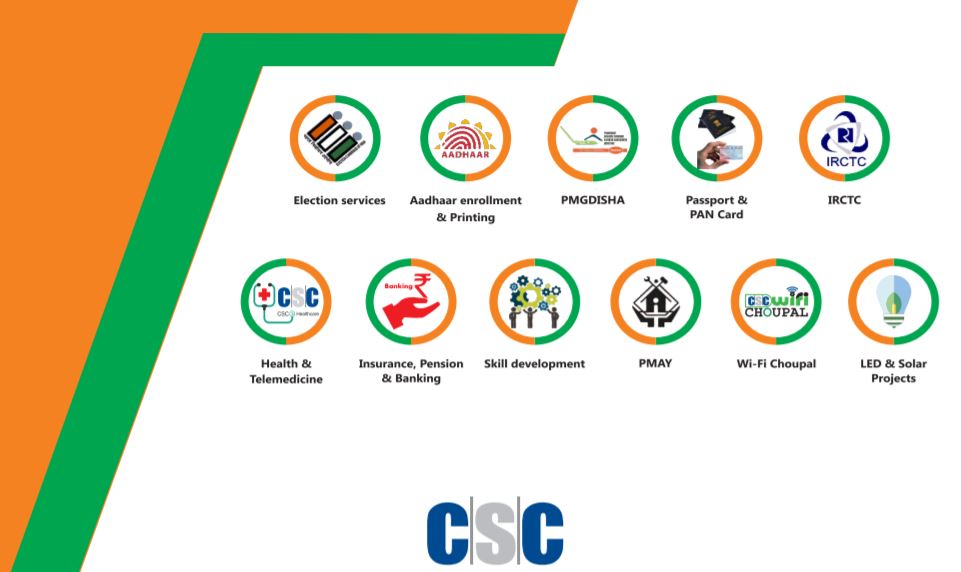 AADHAAR
IRCTC
Election services
Aadhaar enrollment
& Printing
PMGDISHA
Passport &
PAN Card
IRCTC
CSC
CSC
Healthcare
Banking
CSC wifi
CHOUPAL
Health &
Telemedicine
Insurance, Pension
& Banking
Skill development
PMAY
Wi-Fi Choupal
LED & Solar
Projects
CSC